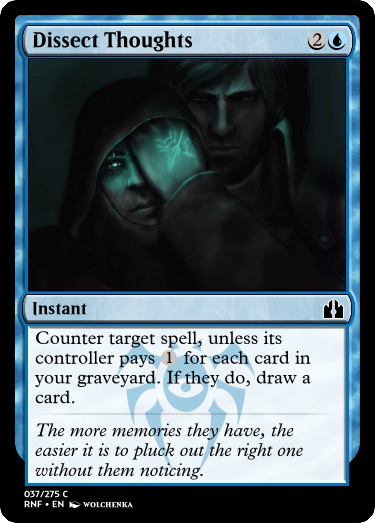 Dissect Thoughts 2
Instant
Counter target spell, unless its
controller pays 1 for each card in
your graveyard. If they do, draw a
card.
The more memories they have, the
easier it is to pluck out the right one
without them noticing.
037/275 C
RNF • EN WOLCHENKA